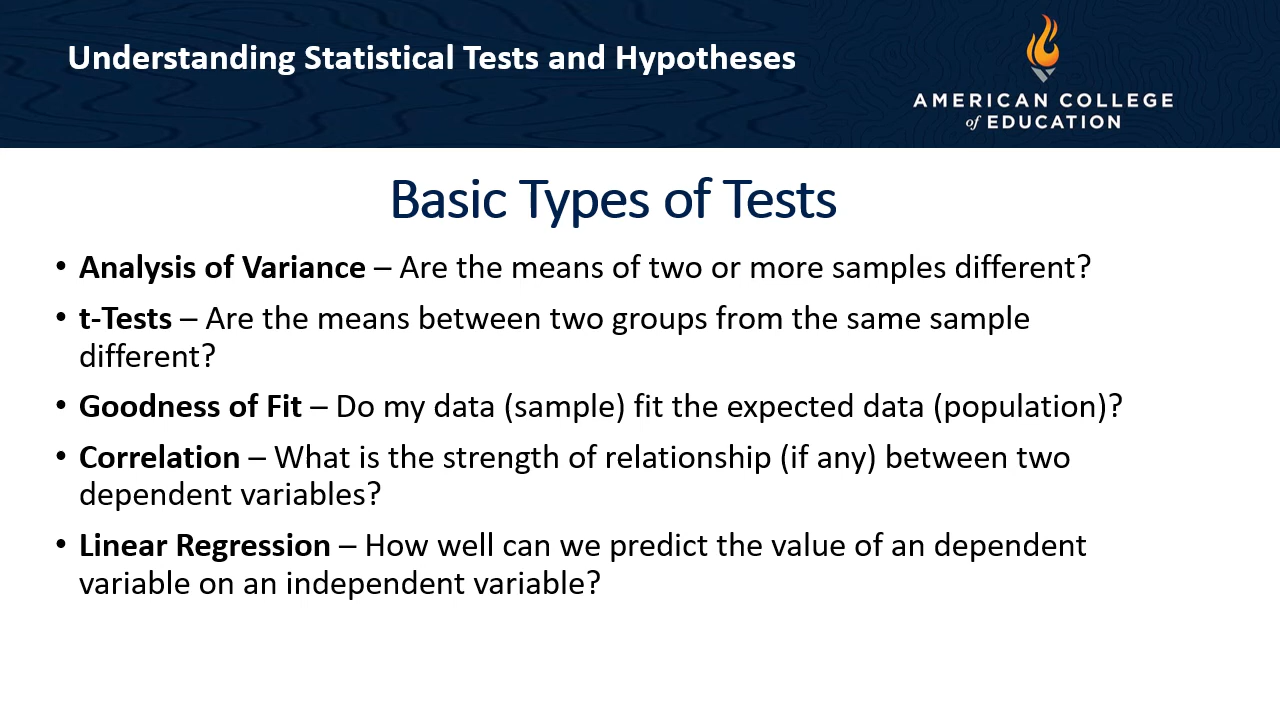 Understanding Statistical Tests and Hypotheses
AMERICAN COLLEGE
of EDUCATION
Basic Types of Tests
• Analysis of Variance – Are the means of two or more samples different?
• t-Tests – Are the means between two groups from the same sample
different?
• Goodness of Fit – Do my data (sample) fit the expected data (population)?
• Correlation – What is the strength of relationship (if any) between two
dependent variables?
• Linear Regression – How well can we predict the value of an dependent
variable on an independent variable?